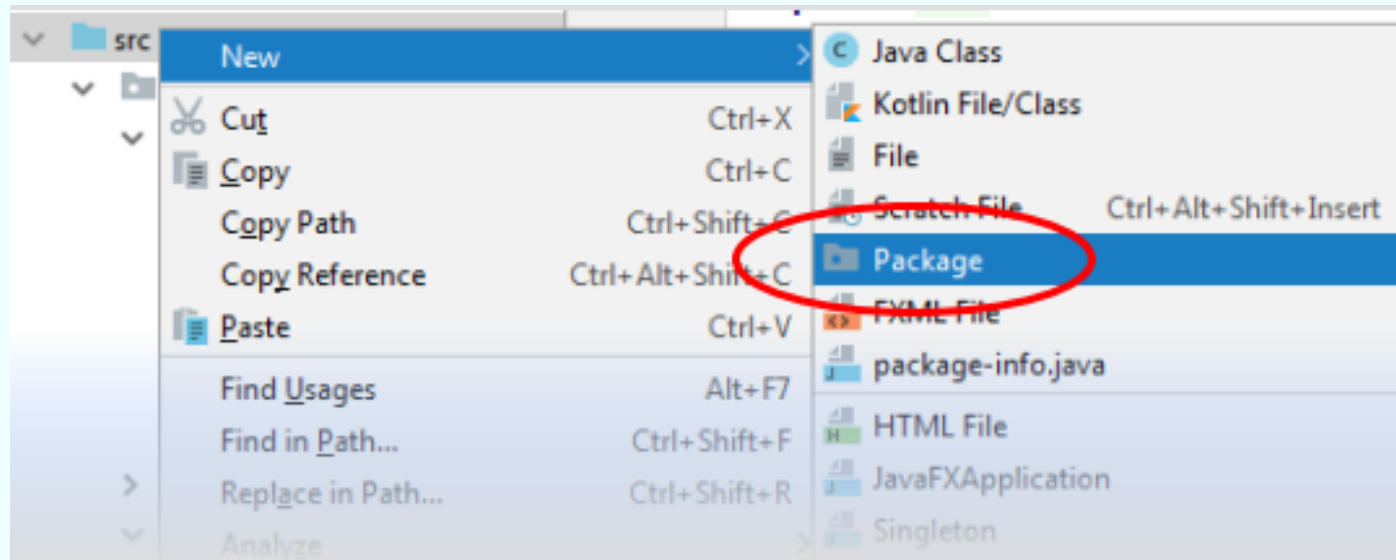 src
New
Cut Ctrl+X
Copy Ctrl+C
Copy Path Ctrl+Shift+C
Copy Reference Ctrl+Alt+Shift+C
Paste Ctrl+V
Find Usages Alt+F7
Find in Path... Ctrl+Shift+F
Replace in Path... Ctrl+Shift+R
Analyze
Java Class
Kotlin File/Class
File
Scratch File Ctrl+Alt+Shift+Insert
Package
FXML File
package-info.java
HTML File
JavaFXApplication
Singleton